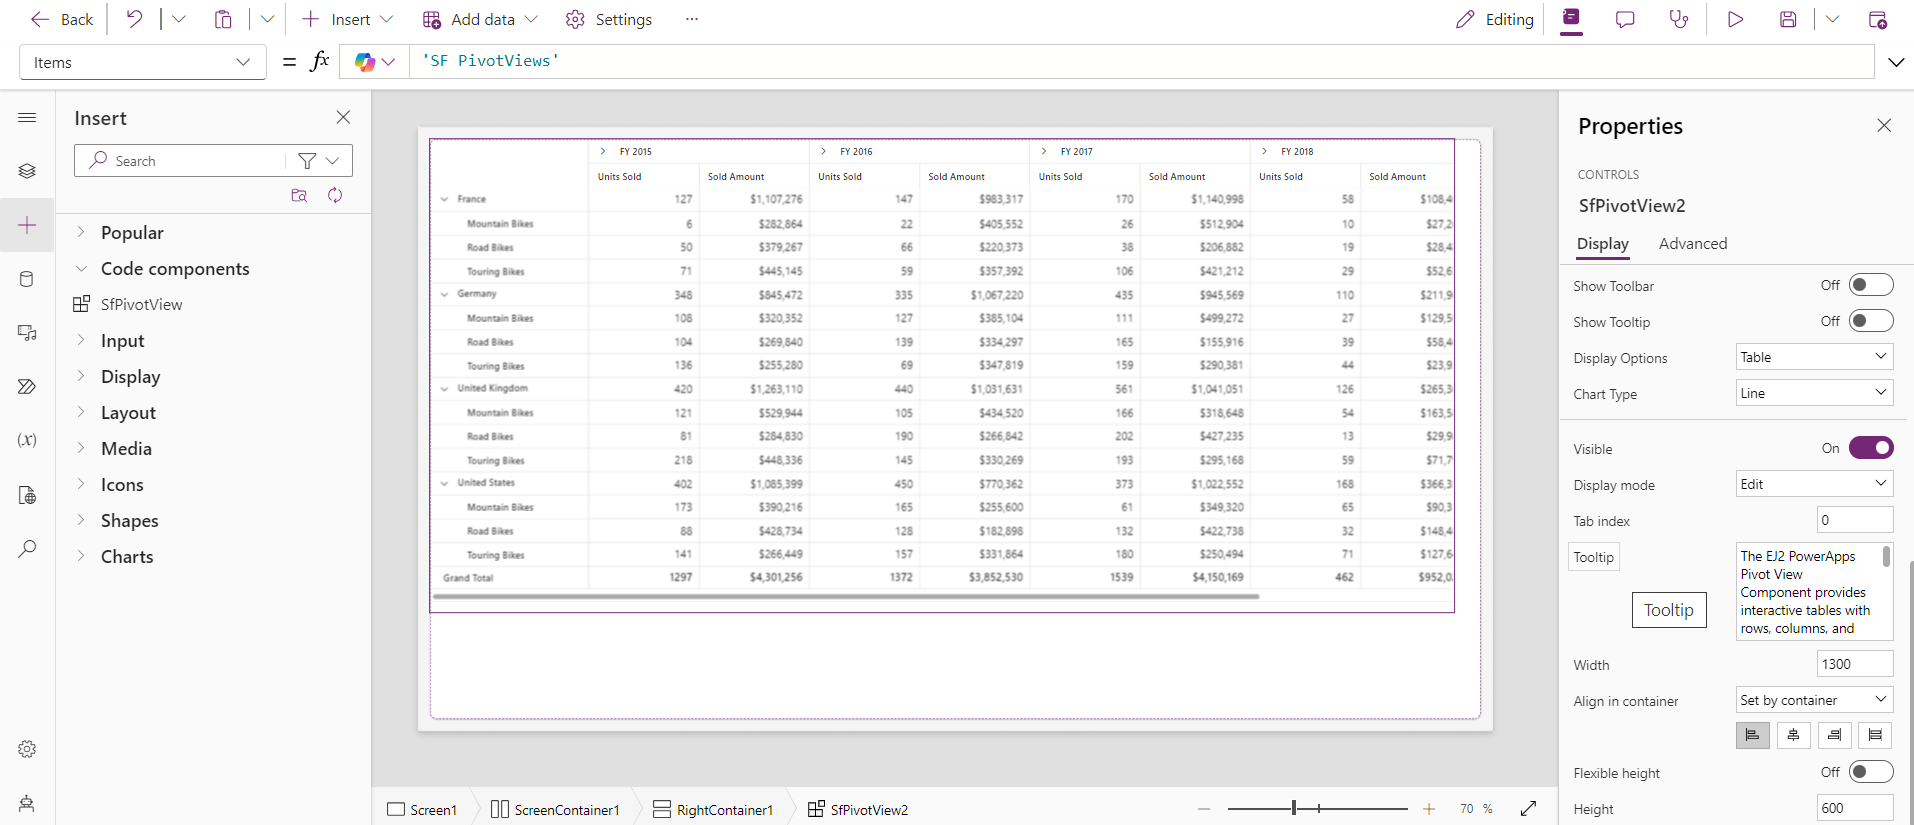 Back
Insert
Add data
Settings
Editing
Items
= fx
'SF PivotViews'
Insert
Search
Popular
Code components
SfPivotView
Input
Display
Layout
Media
Icons
Shapes
Charts
FY 2015 FY 2016 FY 2017 FY 2018
Units Sold Sold Amount Units Sold Sold Amount Units Sold Sold Amount Units Sold Sold Amount
France 127 $1,107,276 147 $983,317 170 $1,140,998 58 $108,4
Mountain Bikes 6 $282,864 22 $405,552 26 $512,904 10 $27,2
Road Bikes 50 $379,267 66 $220,373 38 $206,882 19 $28,4
Touring Bikes 71 $445,145 59 $357,392 106 $421,212 29 $52,6
Germany 348 $845,472 335 $1,067,220 435 $945,569 110 $211,9
Mountain Bikes 108 $320,352 127 $385,104 111 $499,272 27 $129,5
Road Bikes 104 $269,840 139 $334,297 165 $155,916 39 $58,4
Touring Bikes 136 $255,280 69 $347,819 159 $290,381 44 $23,9
United Kingdom 420 $1,263,110 440 $1,031,631 561 $1,041,051 126 $265,3
Mountain Bikes 121 $529,944 105 $434,520 166 $318,648 54 $163,5
Road Bikes 81 $284,830 190 $266,842 202 $427,235 13 $29,9
Touring Bikes 218 $448,336 145 $330,269 193 $295,168 59 $71,7
United States 402 $1,085,399 450 $770,362 373 $1,022,552 168 $366,3
Mountain Bikes 173 $390,216 165 $255,600 61 $349,320 65 $90,3
Road Bikes 88 $428,734 128 $182,898 132 $422,738 32 $148,4
Touring Bikes 141 $266,449 157 $331,864 180 $250,494 71 $127,6
Grand Total 1297 $4,301,256 1372 $3,852,530 1539 $4,150,169 462 $952,0
Screen1
ScreenContainer1
RightContainer1
SfPivotView2
70 %
Properties
CONTROLS
SfPivotView2
Display Advanced
Show Toolbar Off
Show Tooltip Off
Display Options Table
Chart Type Line
Visible On
Display mode Edit
Tab index 0
Tooltip
The EJ2 PowerApps
Pivot View
Component provides
interactive tables with
rows, columns, and
Tooltip
Width 1300
Align in container Set by container
Flexible height Off
Height 600